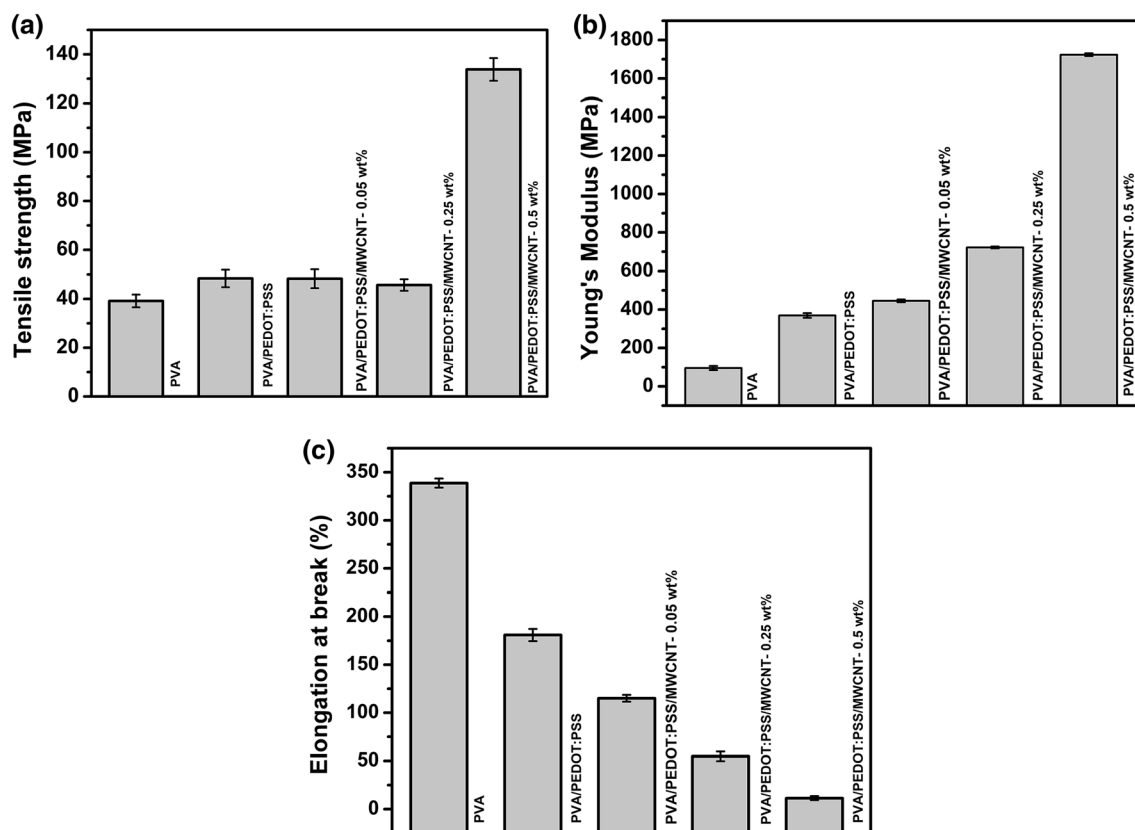 (a)
Tensile strength (MPa)
140
120
100
80
60
40
20
0
PVA
PVA/PEDOT:PSS
PVA/PEDOT:PSS/MWCNT- 0.05 wt%
PVA/PEDOT:PSS/MWCNT- 0.25 wt%
PVA/PEDOT:PSS/MWCNT- 0.5 wt%
(b)
Young's Modulus (MPa)
1800
1600
1400
1200
1000
800
600
400
200
0
PVA
PVA/PEDOT:PSS
PVA/PEDOT:PSS/MWCNT- 0.05 wt%
PVA/PEDOT:PSS/MWCNT- 0.25 wt%
PVA/PEDOT:PSS/MWCNT- 0.5 wt%
(c)
Elongation at break (%)
350
300
250
200
150
100
50
0
PVA
PVA/PEDOT:PSS
PVA/PEDOT:PSS/MWCNT- 0.05 wt%
PVA/PEDOT:PSS/MWCNT- 0.25 wt%
PVA/PEDOT:PSS/MWCNT- 0.5 wt%